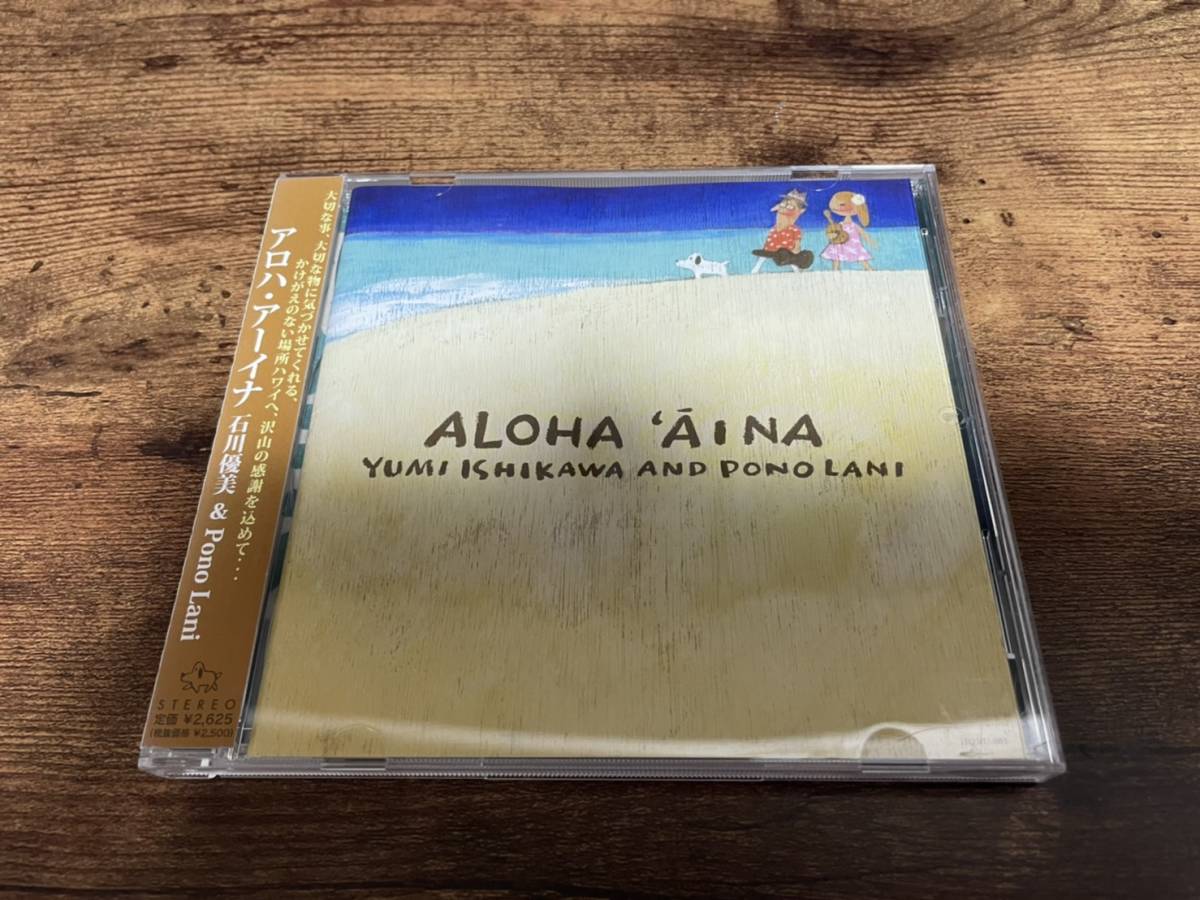 大切な事、大切な物に気づかせてくれる、
かけがえのない場所ハワイへ、沢山の感謝を込めて...
アロハ・アーイナ 石川優美 & Pono Lani
STEREO
定価 ¥2,625
(税抜価格 ¥2,500)
ALOHA ʻĀINA
YUMI ISHIKAWA AND PONO LANI